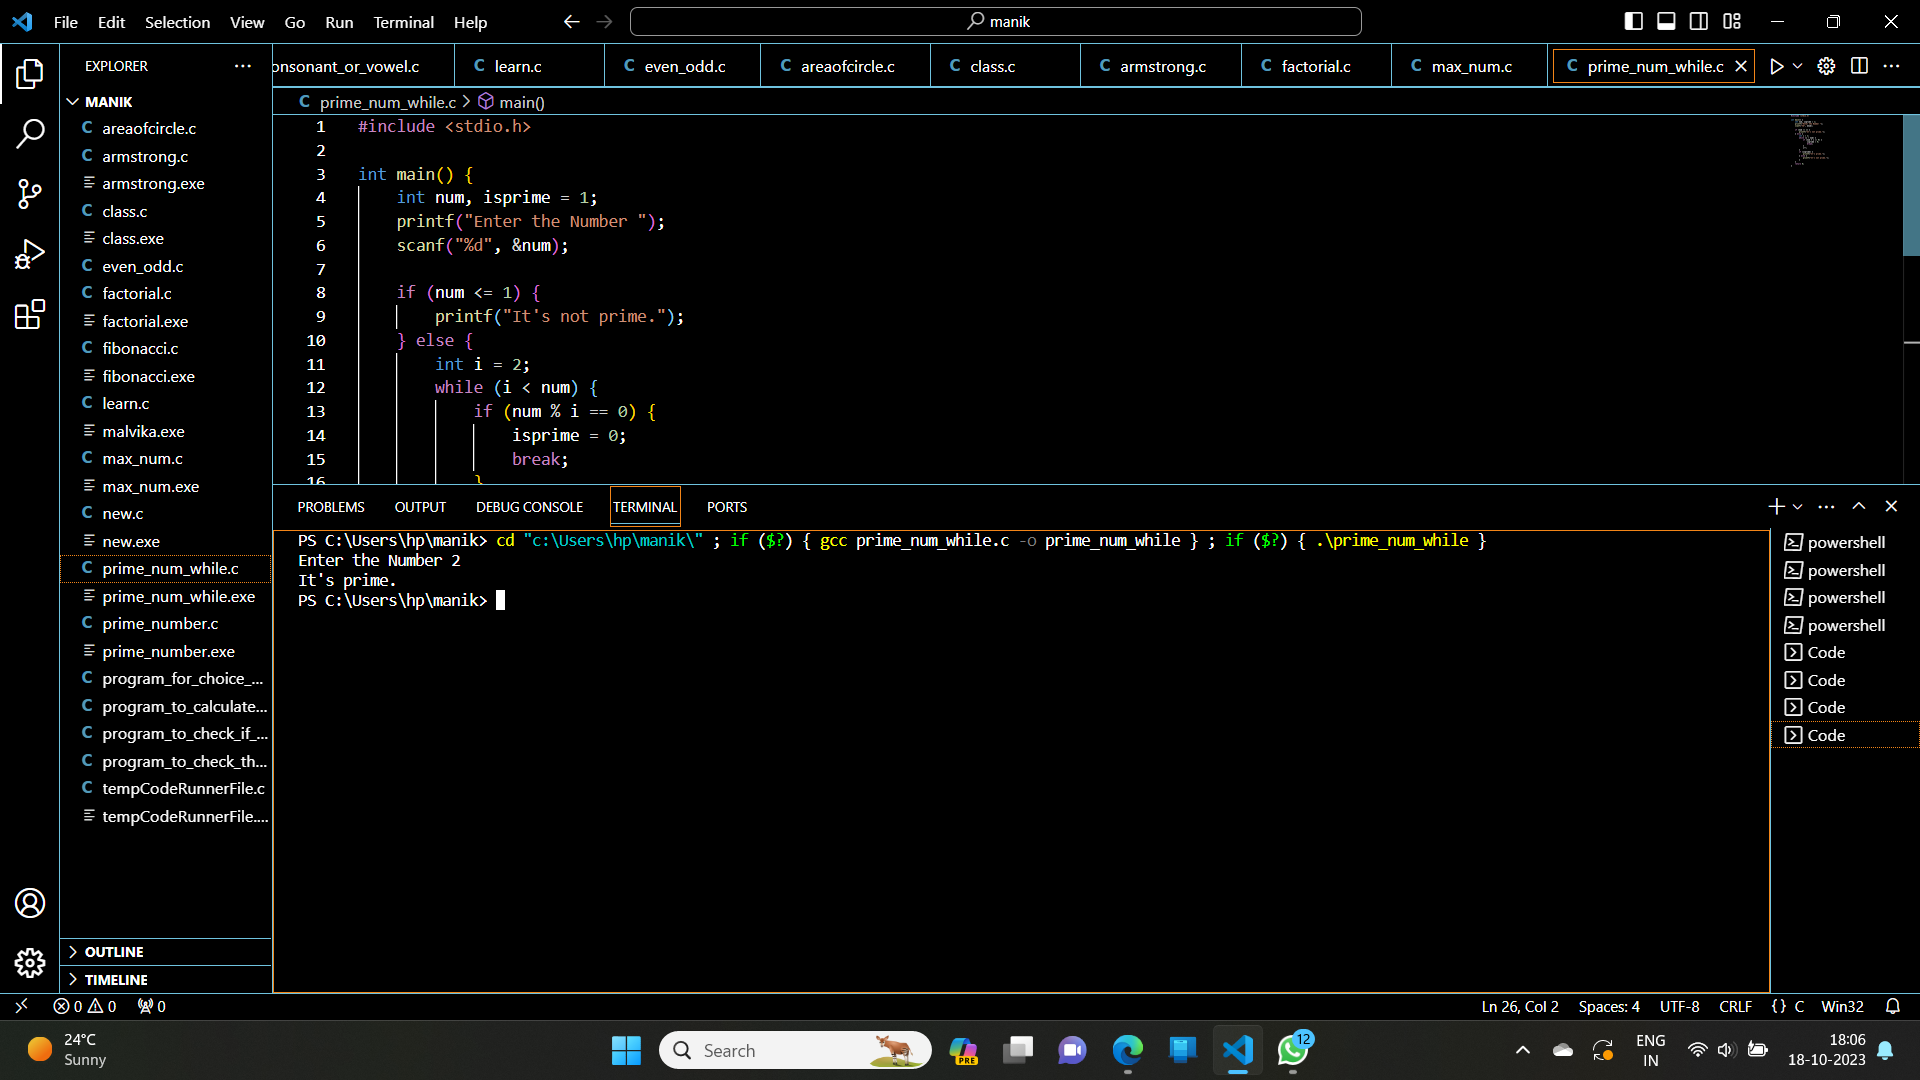 File Edit Selection View Go Run Terminal Help
manik
EXPLORER
onsonant_or_vowel.c
C learn.c
C even_odd.c
C areaofcircle.c
C class.c
C armstrong.c
C factorial.c
C max_num.c
C prime_num_while.c
MANIK
C areaofcircle.c
C armstrong.c
armstrong.exe
C class.c
class.exe
C even_odd.c
C factorial.c
factorial.exe
C fibonacci.c
fibonacci.exe
C learn.c
malvika.exe
C max_num.c
max_num.exe
C new.c
new.exe
C prime_num_while.c
prime_num_while.exe
C prime_number.c
prime_number.exe
C program_for_choice_...
C program_to_calculate...
C program_to_check_if_...
C program_to_check_th...
C tempCodeRunnerFile.c
tempCodeRunnerFile....
OUTLINE
TIMELINE
C prime_num_while.c > main()
1 #include <stdio.h>
2
3 int main() {
4 int num, isprime = 1;
5 printf("Enter the Number ");
6 scanf("%d", &num);
7
8 if (num <= 1) {
9 printf("It's not prime.");
10 } else {
11 int i = 2;
12 while (i < num) {
13 if (num % i == 0) {
14 isprime = 0;
15 break;
16 }
PROBLEMS OUTPUT DEBUG CONSOLE TERMINAL PORTS
PS C:\Users\hp\manik> cd "c:\Users\hp\manik\" ; if ($?) { gcc prime_num_while.c -o prime_num_while } ; if ($?) { .\prime_num_while }
Enter the Number 2
It's prime.
PS C:\Users\hp\manik>
powershell
powershell
powershell
powershell
Code
Code
Code
Code
0 0 0
Ln 26, Col 2 Spaces: 4 UTF-8 CRLF {} C Win32
24°C
Sunny
Search
PRE
12
ENG
IN
18:06
18-10-2023